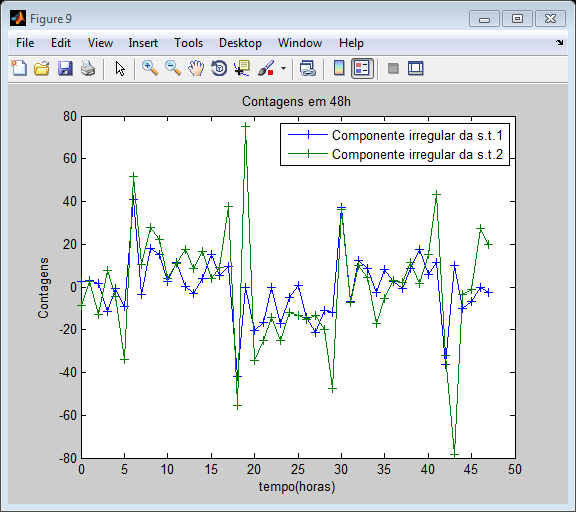 Figure 9
File Edit View Insert Tools Desktop Window Help
Contagens em 48h
80
60
40
20
0
-20
-40
-60
-80
Contagens
Componente irregular da s.t.1
Componente irregular da s.t.2
0 5 10 15 20 25 30 35 40 45 50
tempo(horas)